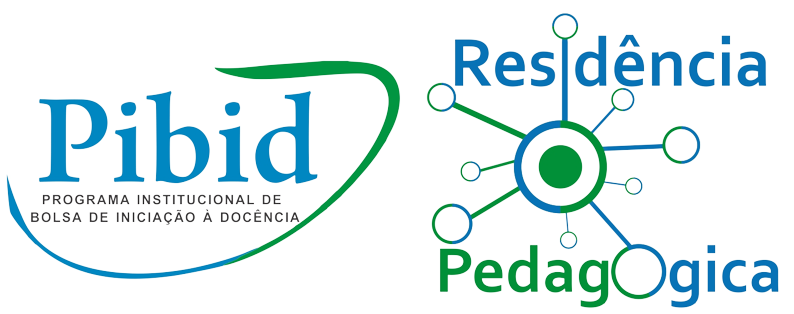 Pibid
PROGRAMA INSTITUCIONAL DE
BOLSA DE INICIAÇÃO À DOCÊNCIA
Residência
Pedagogica